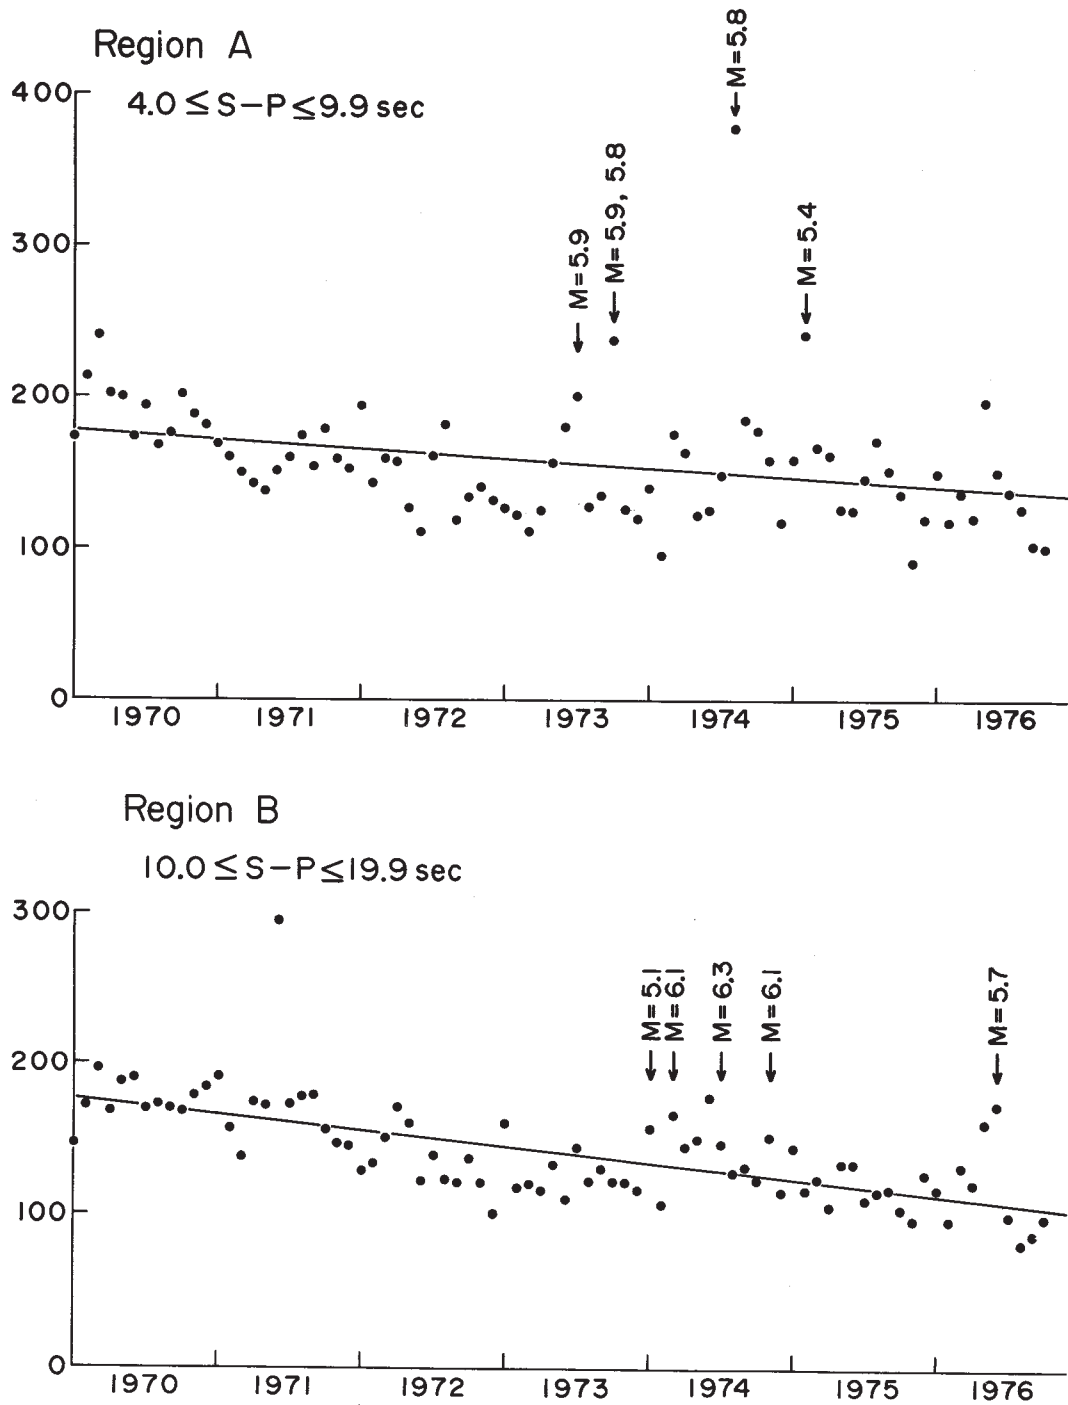 Region A
4.0 ≤ S–P ≤ 9.9 sec
M=5.8
M=5.9, 5.8
M=5.9
M=5.4
400
300
200
100
0
1970 1971 1972 1973 1974 1975 1976
Region B
10.0 ≤ S–P ≤ 19.9 sec
M=5.1
M=6.1
M=6.3
M=6.1
M=5.7
300
200
100
0
1970 1971 1972 1973 1974 1975 1976